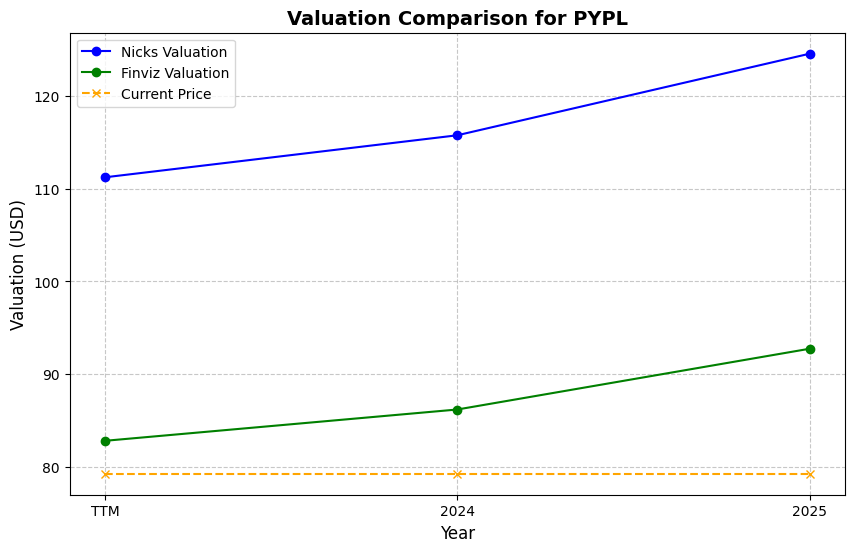 Valuation Comparison for PYPL
Nicks Valuation
Finviz Valuation
Current Price
Valuation (USD)
120
110
100
90
80
TTM 2024 2025
Year